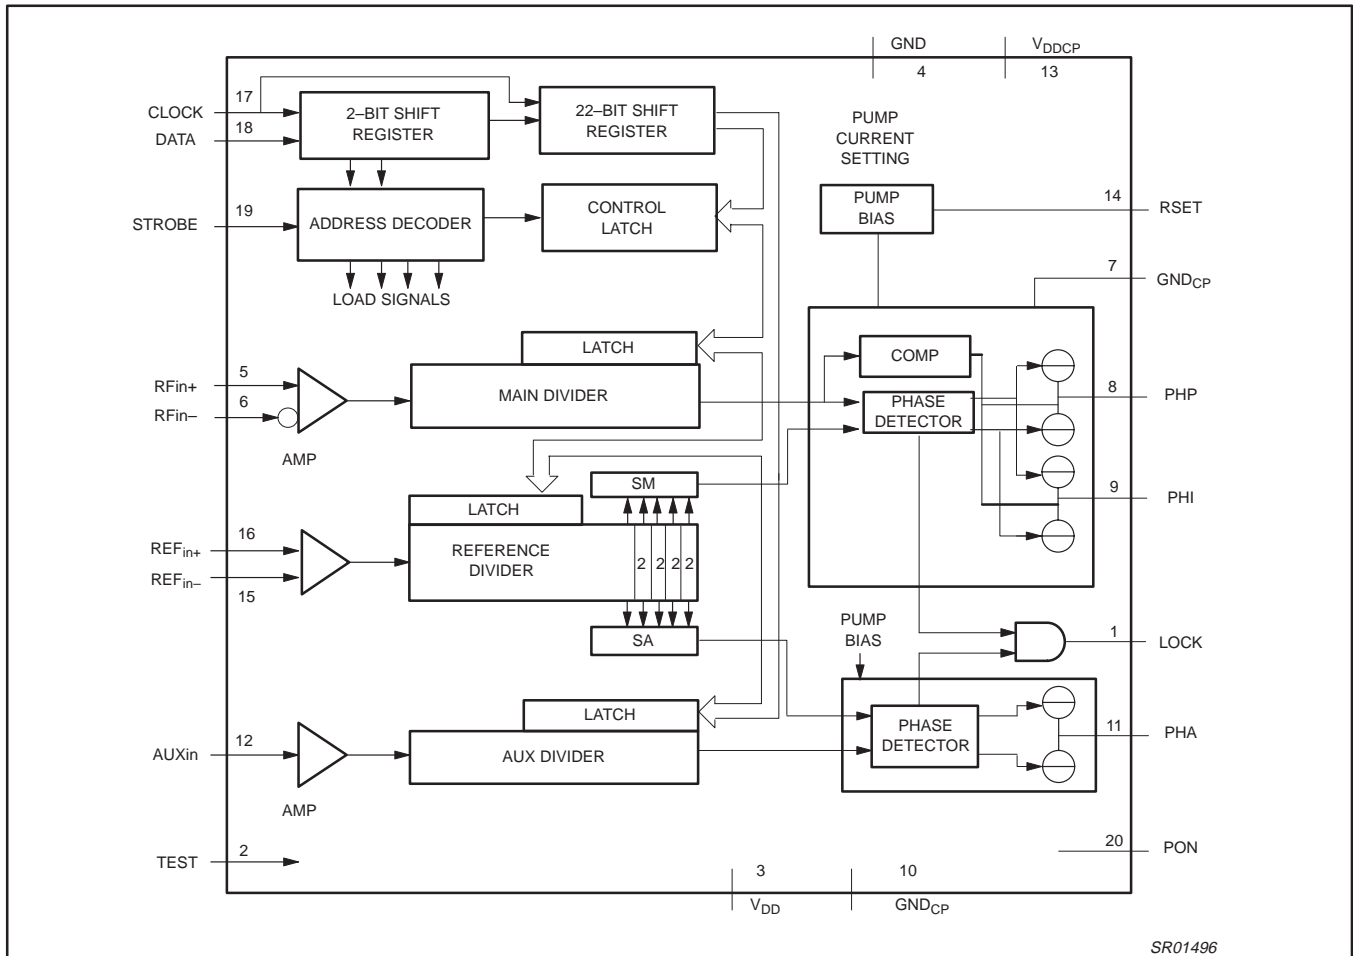 GND
4
VDDCP
13
CLOCK
17
DATA
18
2–BIT SHIFT
REGISTER
22–BIT SHIFT
REGISTER
PUMP
CURRENT
SETTING
STROBE
19
ADDRESS DECODER
CONTROL
LATCH
PUMP
BIAS
14
RSET
LOAD SIGNALS
7
GNDCP
LATCH
MAIN DIVIDER
RFin+
5
RFin–
6
AMP
COMP
PHASE
DETECTOR
8
PHP
9
PHI
SM
LATCH
REFERENCE
DIVIDER
2 2 2 2
REFin+
16
REFin–
15
SA
PUMP
BIAS
1
LOCK
LATCH
AUX DIVIDER
AUXin
12
AMP
PHASE
DETECTOR
11
PHA
TEST
2
20
PON
3
VDD
10
GNDCP
SR01496